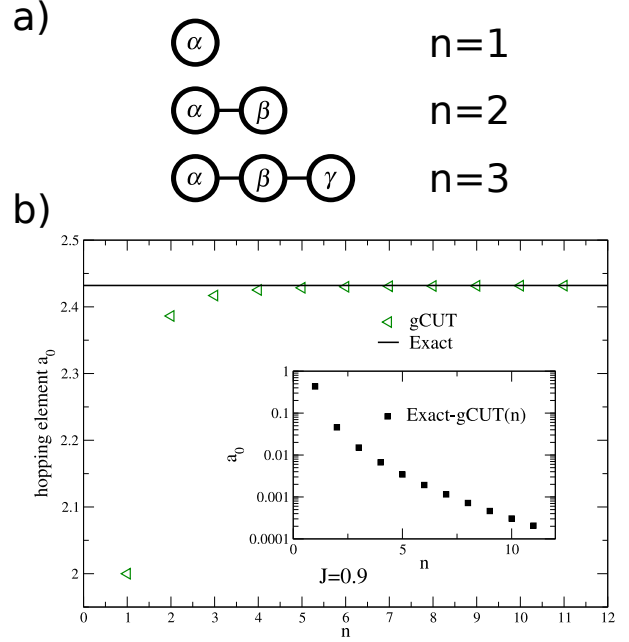 a)
α n=1
α β n=2
α β γ n=3
b)
2.5
2.4
2.3
2.2
2.1
2
hopping element a₀
gCUT
Exact
1
0.1
0.01
0.001
0.0001
a₀
Exact-gCUT(n)
0 5 10
n
J=0.9
0 1 2 3 4 5 6 7 8 9 10 11 12
n